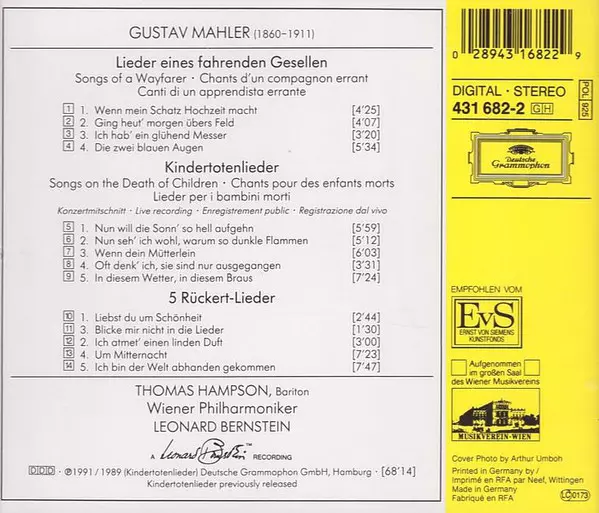 GUSTAV MAHLER (1860–1911)
Lieder eines fahrenden Gesellen
Songs of a Wayfarer · Chants d'un compagnon errant
Canti di un apprendista errante
1 1. Wenn mein Schatz Hochzeit macht [4'25]
2 2. Ging heut' morgen übers Feld [4'07]
3 3. Ich hab' ein glühend Messer [3'20]
4 4. Die zwei blauen Augen [5'34]
Kindertotenlieder
Songs on the Death of Children · Chants pour des enfants morts
Lieder per i bambini morti
Konzertmitschnitt · Live recording · Enregistrement public · Registrazione dal vivo
5 1. Nun will die Sonn' so hell aufgehn [5'59]
6 2. Nun seh' ich wohl, warum so dunkle Flammen [5'12]
7 3. Wenn dein Mütterlein [6'03]
8 4. Oft denk' ich, sie sind nur ausgegangen [3'31]
9 5. In diesem Wetter, in diesem Braus [7'24]
5 Rückert-Lieder
10 1. Liebst du um Schönheit [2'44]
11 3. Blicke mir nicht in die Lieder [1'30]
12 2. Ich atmet' einen linden Duft [3'00]
13 4. Um Mitternacht [7'23]
14 5. Ich bin der Welt abhanden gekommen [7'47]
THOMAS HAMPSON, Bariton
Wiener Philharmoniker
LEONARD BERNSTEIN
A Leonard Bernstein ™ RECORDING
DDD · ℗ 1991 / 1989 (Kindertotenlieder) Deutsche Grammophon GmbH, Hamburg · [68'14]
Kindertotenlieder previously released
0 28943 16822 9
DIGITAL · STEREO
431 682-2 GH
POL 925
Deutsche
Grammophon
EMPFOHLEN VOM
EvS
ERNST VON SIEMENS
KUNSTFONDS
Aufgenommen
im großen Saal
des Wiener Musikvereins
MUSIKVEREIN·WIEN
Cover Photo by Arthur Umboh
Printed in Germany by/
Imprimé en RFA par Neef, Wittingen
Made in Germany
Fabriqué en RFA
LC 0173